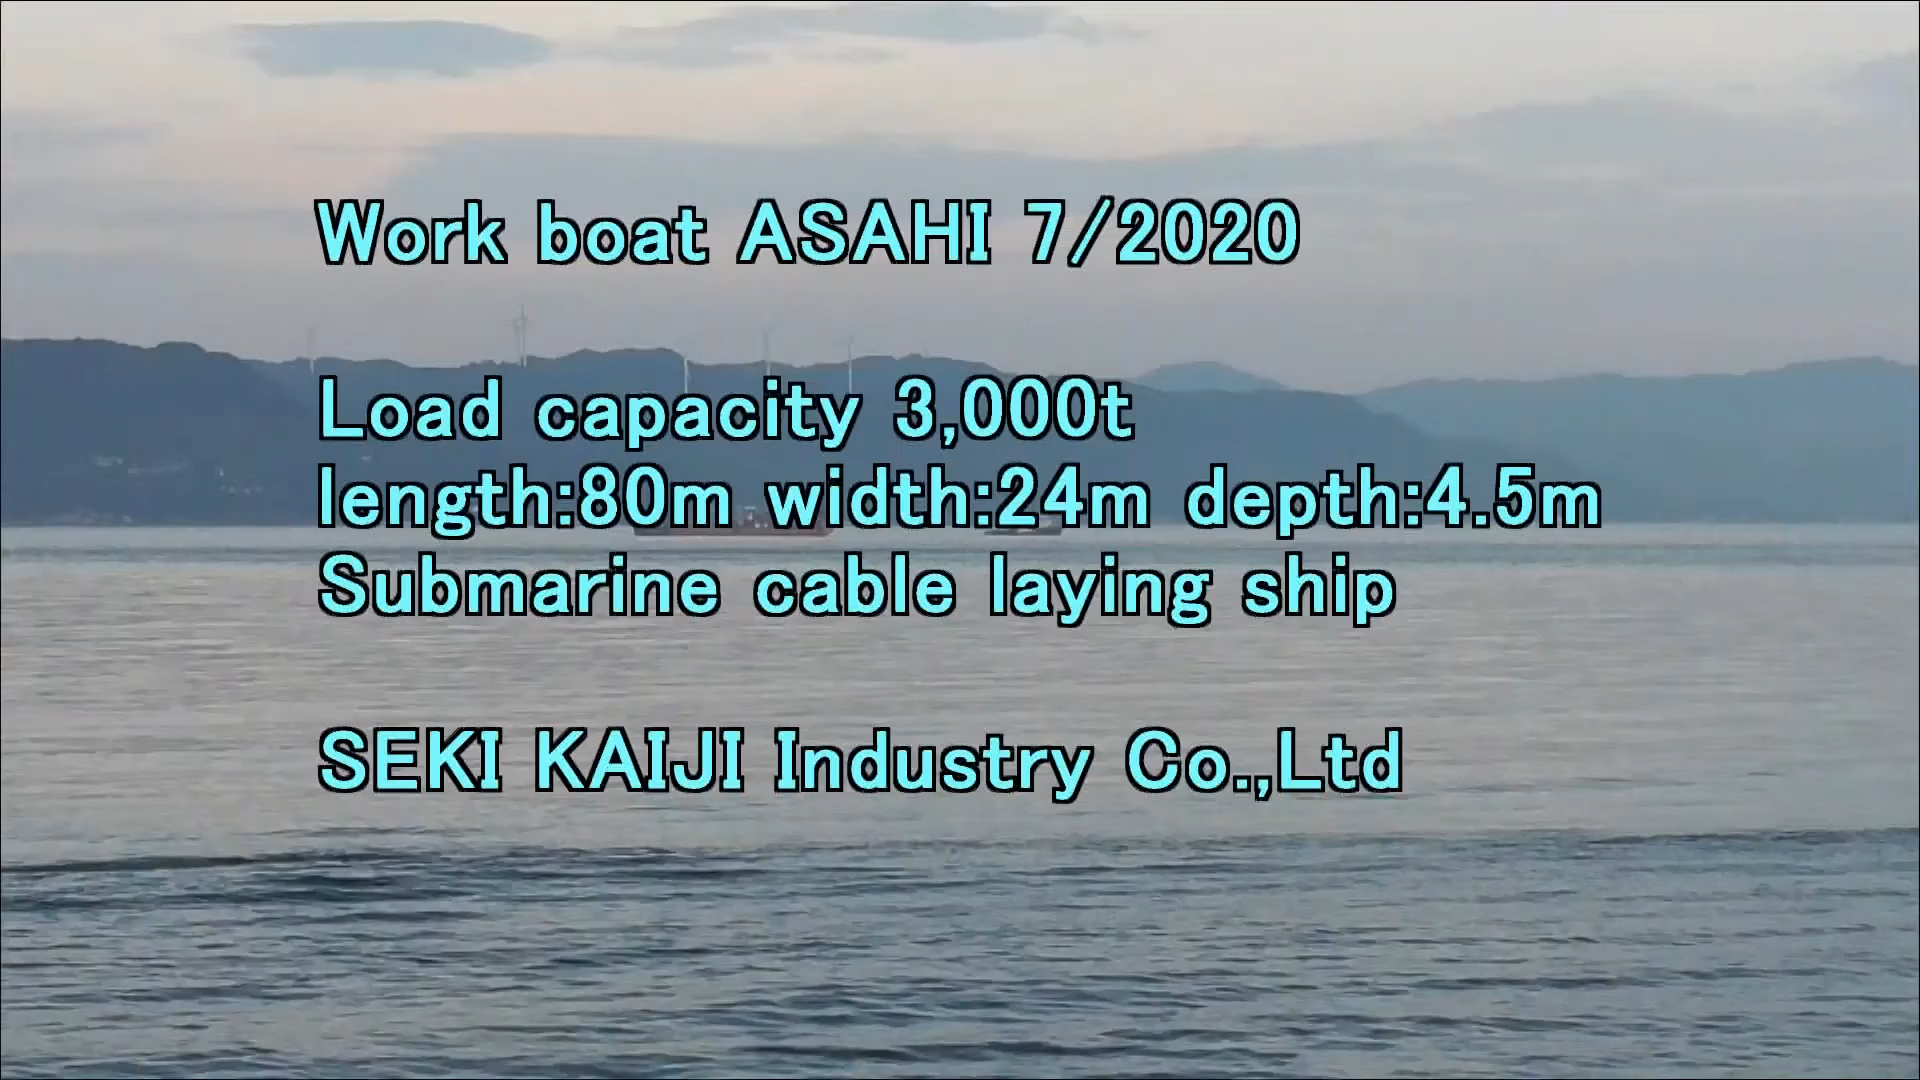 Work boat ASAHI 7/2020
Load capacity 3,000t
length:80m width:24m depth:4.5m
Submarine cable laying ship
SEKI KAIJI Industry Co.,Ltd